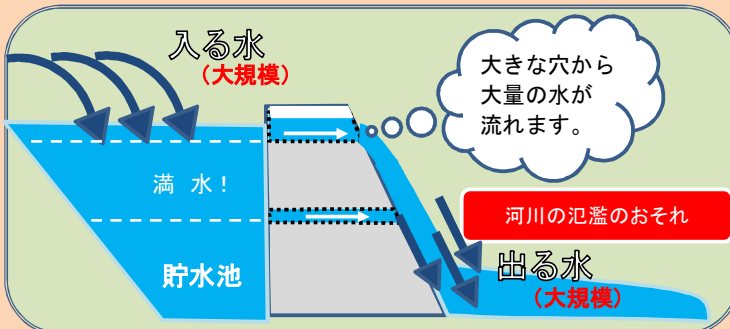 入る水
(大規模)
大きな穴から
大量の水が
流れます。
満 水！
河川の氾濫のおそれ
貯水池
出る水
(大規模)